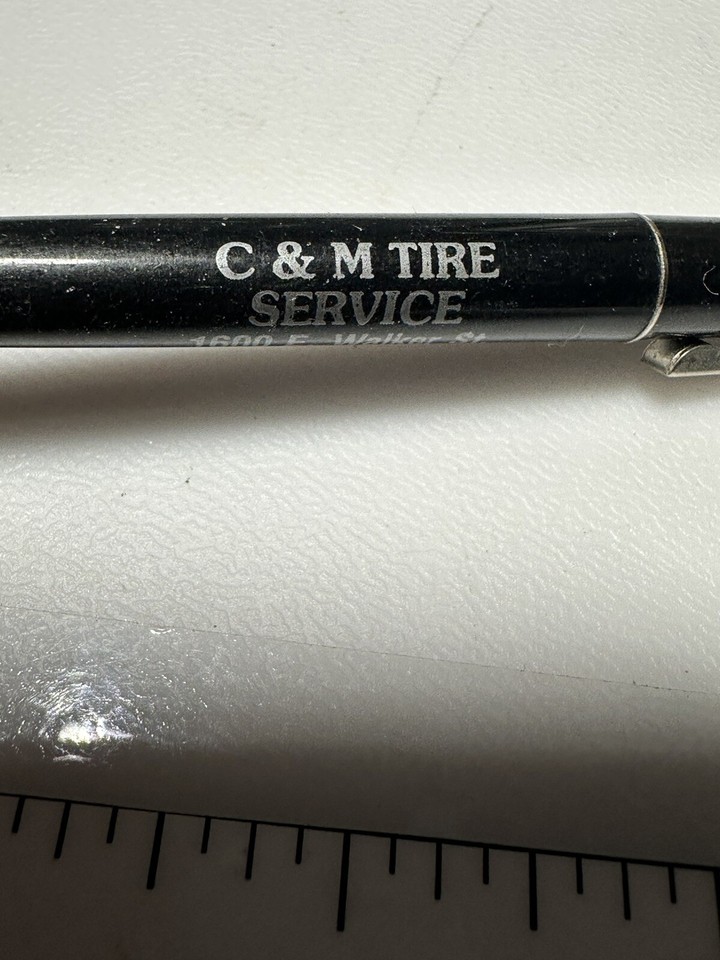 C & M TIRE
SERVICE
1600 E. Walker St.